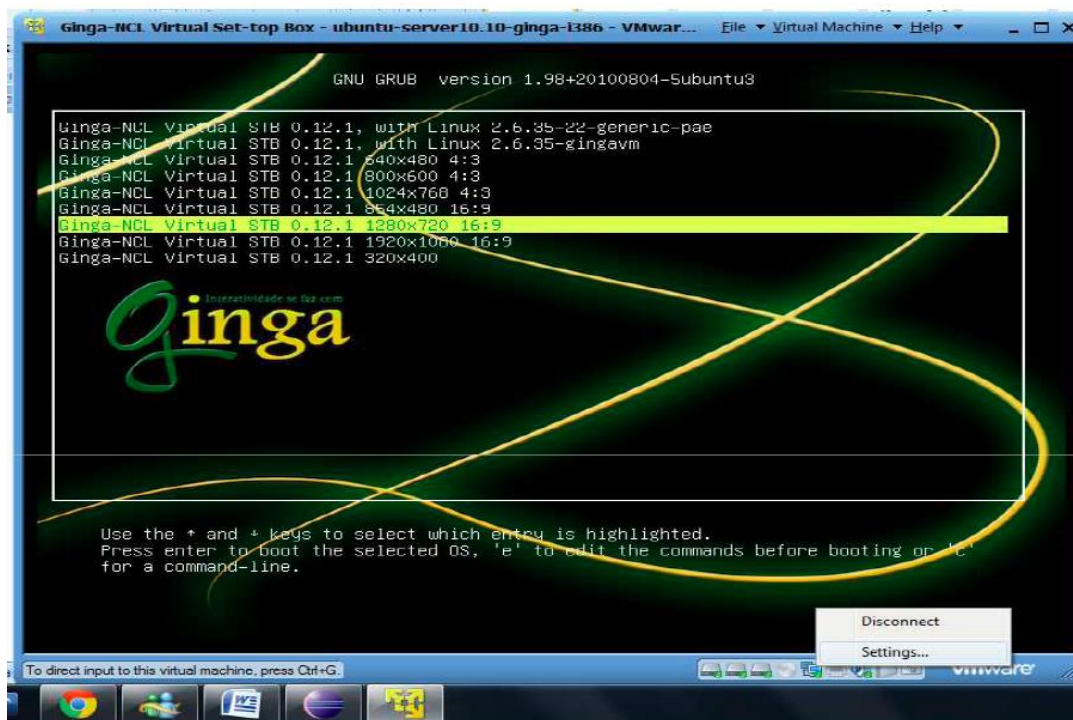 Ginga-NCL Virtual Set-top Box - ubuntu-server10.10-ginga-i386 - VMwar... File Virtual Machine Help
GNU GRUB version 1.98+20100804-5ubuntu3
Ginga-NCL Virtual STB 0.12.1, with Linux 2.6.35-22-generic-pae
Ginga-NCL Virtual STB 0.12.1, with Linux 2.6.35-gingavm
Ginga-NCL Virtual STB 0.12.1 640x480 4:3
Ginga-NCL Virtual STB 0.12.1 800x600 4:3
Ginga-NCL Virtual STB 0.12.1 1024x768 4:3
Ginga-NCL Virtual STB 0.12.1 854x480 16:9
Ginga-NCL Virtual STB 0.12.1 1280x720 16:9
Ginga-NCL Virtual STB 0.12.1 1920x1080 16:9
Ginga-NCL Virtual STB 0.12.1 320x400
Interatividade se faz com
Ginga
Use the ↑ and ↓ keys to select which entry is highlighted.
Press enter to boot the selected OS, 'e' to edit the commands before booting or 'c'
for a command-line.
Disconnect
Settings...
To direct input to this virtual machine, press Ctrl+G.
vmware